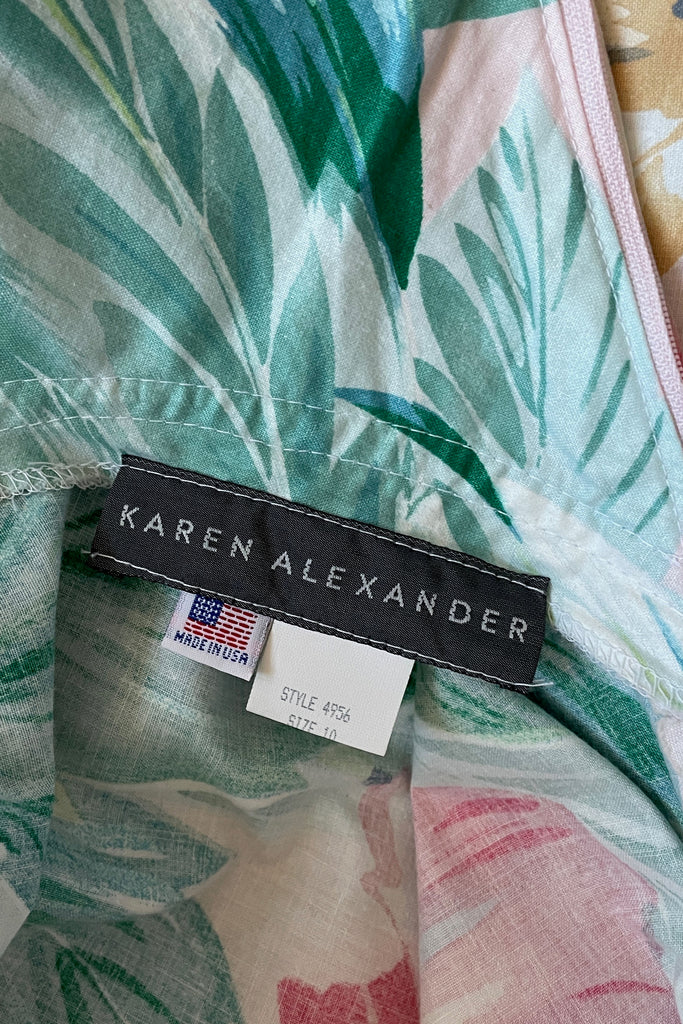 KAREN ALEXANDER
MADE IN USA
STYLE 4956
SIZE 10